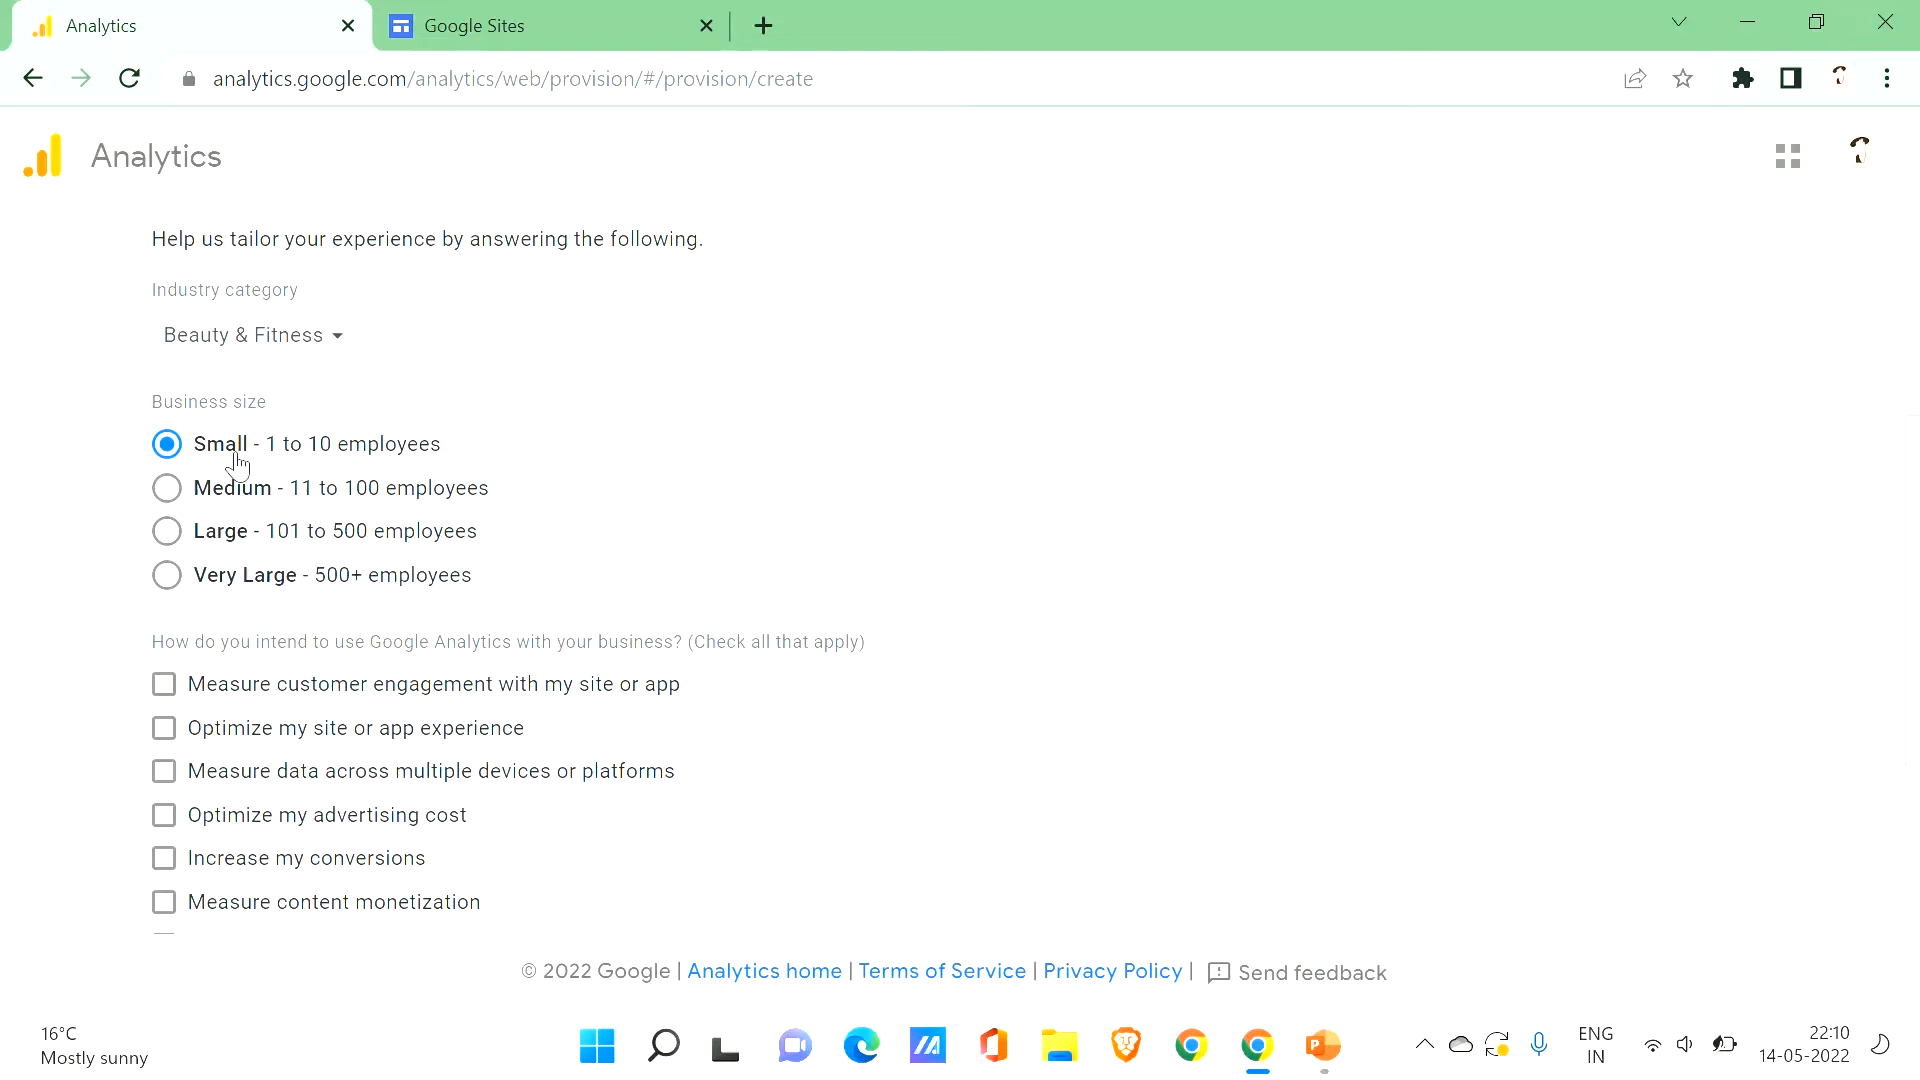 Analytics
Google Sites
analytics.google.com/analytics/web/provision/#/provision/create
Analytics
Help us tailor your experience by answering the following.
Industry category
Beauty & Fitness
Business size
Small - 1 to 10 employees
Medium - 11 to 100 employees
Large - 101 to 500 employees
Very Large - 500+ employees
How do you intend to use Google Analytics with your business? (Check all that apply)
Measure customer engagement with my site or app
Optimize my site or app experience
Measure data across multiple devices or platforms
Optimize my advertising cost
Increase my conversions
Measure content monetization
© 2022 Google | Analytics home | Terms of Service | Privacy Policy | Send feedback
16°C
Mostly sunny
ENG
IN
22:10
14-05-2022